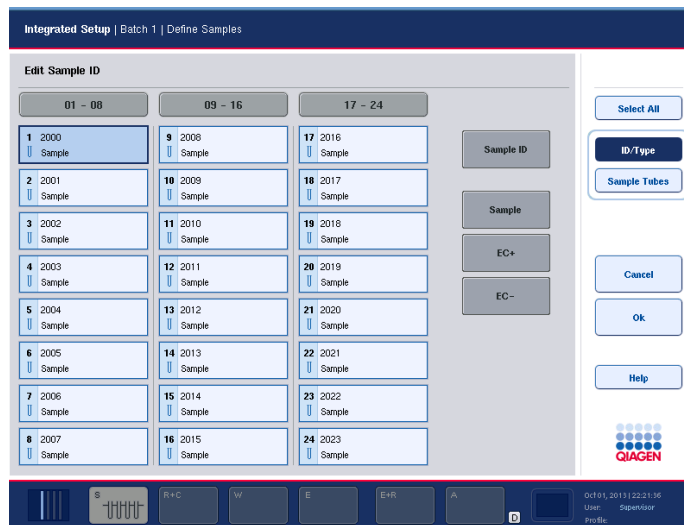 Integrated Setup | Batch 1 | Define Samples
Edit Sample ID
01 - 08 09 - 16 17 - 24
1 2000 Sample
2 2001 Sample
3 2002 Sample
4 2003 Sample
5 2004 Sample
6 2005 Sample
7 2006 Sample
8 2007 Sample
9 2008 Sample
10 2009 Sample
11 2010 Sample
12 2011 Sample
13 2012 Sample
14 2013 Sample
15 2014 Sample
16 2015 Sample
17 2016 Sample
18 2017 Sample
19 2018 Sample
20 2019 Sample
21 2020 Sample
22 2021 Sample
23 2022 Sample
24 2023 Sample
Sample ID
Sample
EC+
EC-
Select All
ID/Type
Sample Tubes
Cancel
Ok
Help
QIAGEN
S R+C W E E+R A
D
Oct 01, 2013 | 22:21:36
User: Supervisor
Profile: